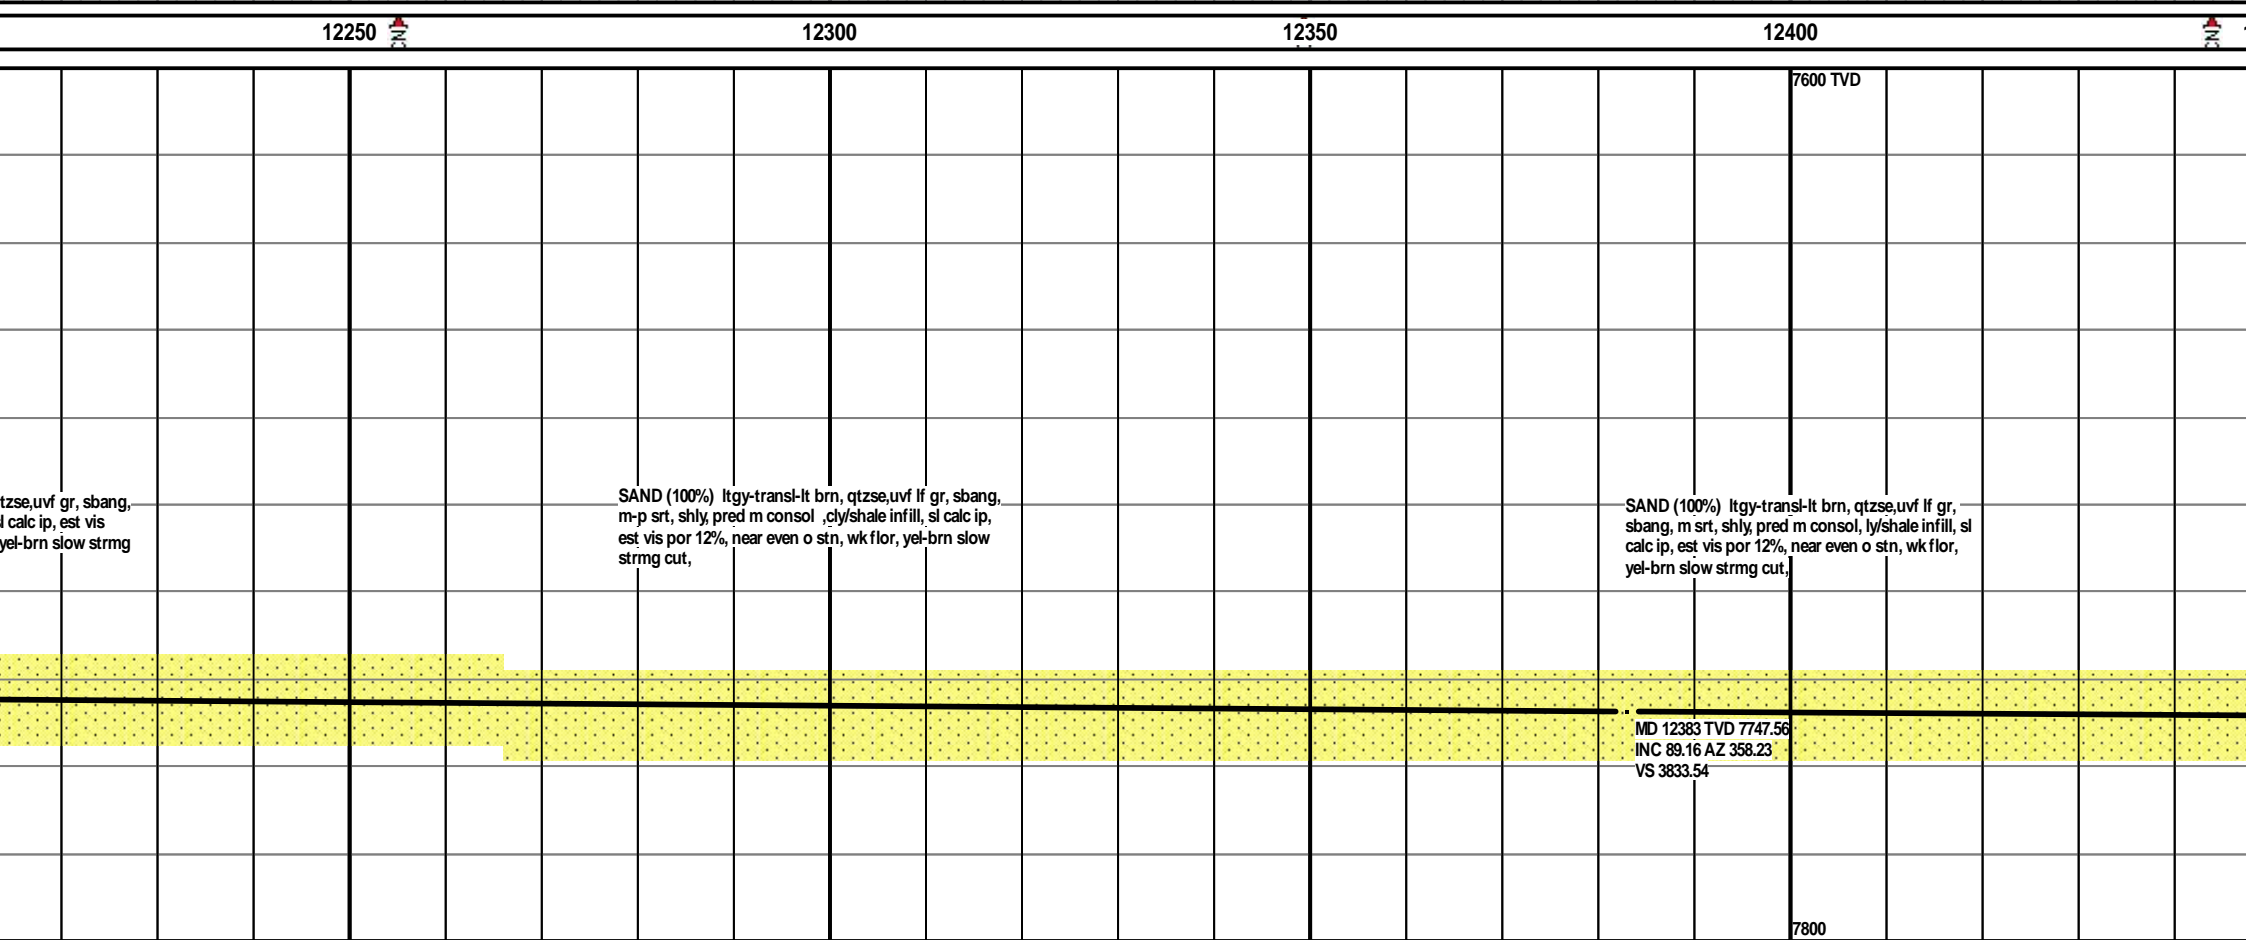 12250 CN 12300 12350 12400 CN
7600 TVD
tzse,uvf gr, sbang,
l calc ip, est vis
yel-brn slow strmg
SAND (100%) ltgy-transl-lt brn, qtzse,uvf lf gr, sbang,
m-p srt, shly, pred m consol ,cly/shale infill, sl calc ip,
est vis por 12%, near even o stn, wk flor, yel-brn slow
strmg cut,
SAND (100%) ltgy-transl-lt brn, qtzse,uvf lf gr,
sbang, m srt, shly, pred m consol, ly/shale infill, sl
calc ip, est vis por 12%, near even o stn, wk flor,
yel-brn slow strmg cut,
MD 12383 TVD 7747.56
INC 89.16 AZ 358.23
VS 3833.54
7800